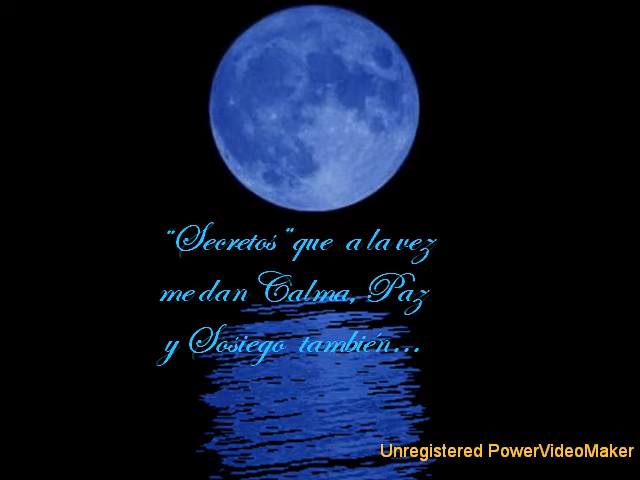 "Secretos" que a la vez
me dan Calma, Paz
y Sosiego también...
Unregistered PowerVideoMaker